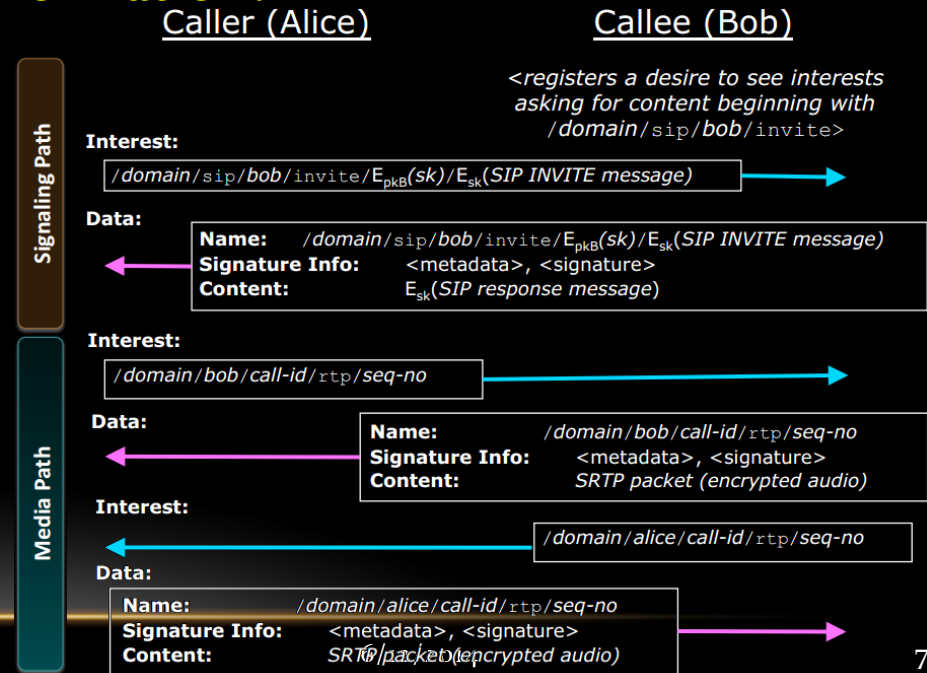 Caller (Alice)
Callee (Bob)
<registers a desire to see interests
asking for content beginning with
/domain/sip/bob/invite>
Signaling Path
Interest:
/domain/sip/bob/invite/EpkB(sk)/Esk(SIP INVITE message)
Data:
Name: /domain/sip/bob/invite/EpkB(sk)/Esk(SIP INVITE message)
Signature Info: <metadata>, <signature>
Content: Esk(SIP response message)
Media Path
Interest:
/domain/bob/call-id/rtp/seq-no
Data:
Name: /domain/bob/call-id/rtp/seq-no
Signature Info: <metadata>, <signature>
Content: SRTP packet (encrypted audio)
Interest:
/domain/alice/call-id/rtp/seq-no
Data:
Name: /domain/alice/call-id/rtp/seq-no
Signature Info: <metadata>, <signature>
Content: SRTP packet (encrypted audio)
7